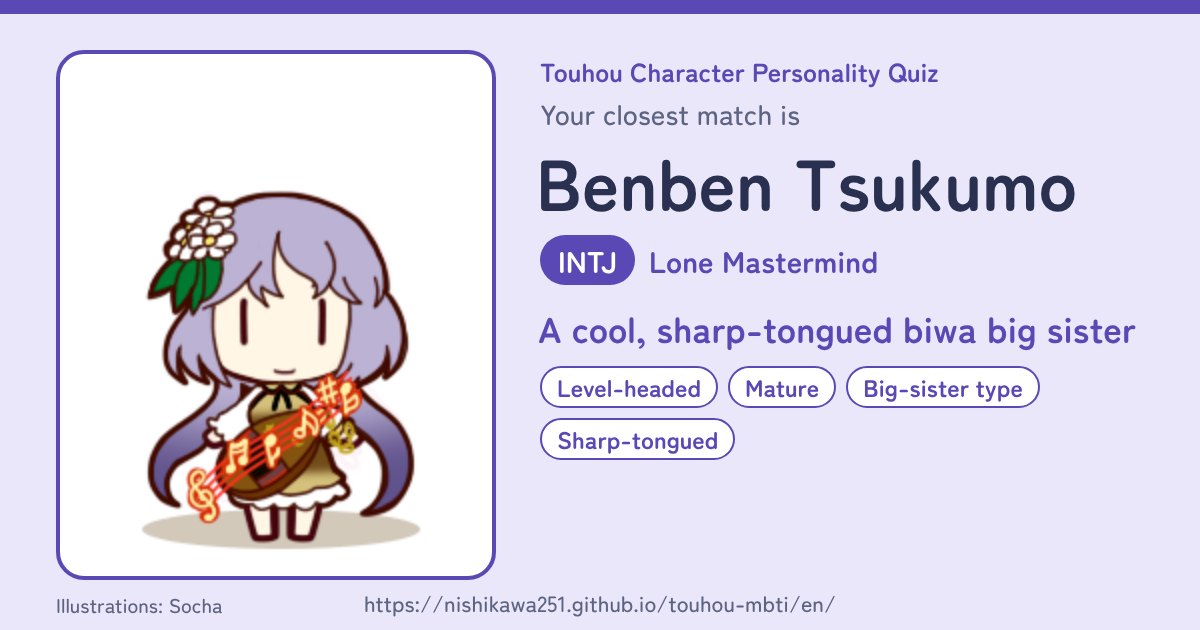 Touhou Character Personality Quiz
Your closest match is
Benben Tsukumo
INTJ Lone Mastermind
A cool, sharp-tongued biwa big sister
Level-headed Mature Big-sister type
Sharp-tongued
Illustrations: Socha https://nishikawa251.github.io/touhou-mbti/en/